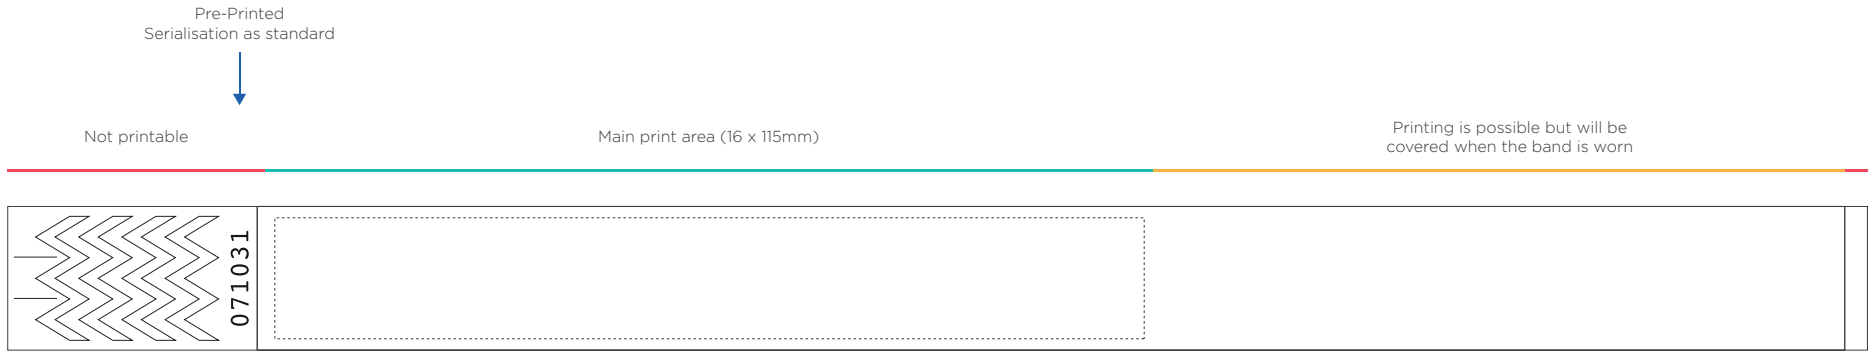 Pre-Printed
Serialisation as standard
Not printable
Main print area (16 x 115mm)
Printing is possible but will be
covered when the band is worn
071031